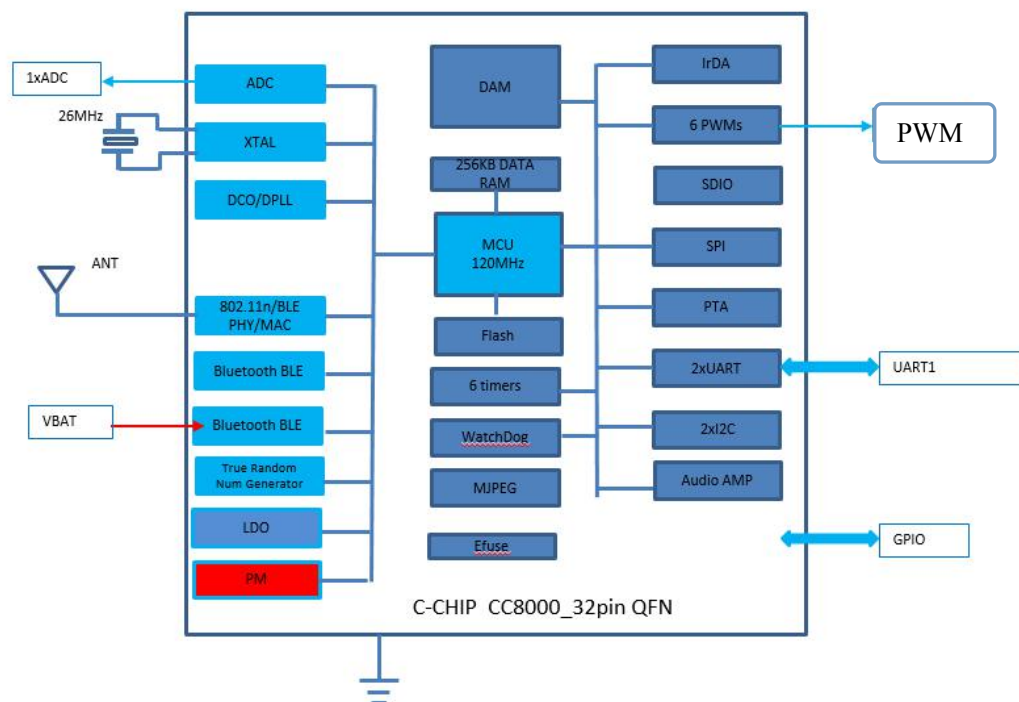 1xADC
26MHz
ANT
VBAT
ADC
XTAL
DCO/DPLL
802.11n/BLE
PHY/MAC
Bluetooth BLE
Bluetooth BLE
True Random
Num Generator
LDO
PM
DAM
256KB DATA
RAM
MCU
120MHz
Flash
6 timers
WatchDog
MJPEG
Efuse
IrDA
6 PWMs
SDIO
SPI
PTA
2xUART
2xI2C
Audio AMP
PWM
UART1
GPIO
C-CHIP CC8000_32pin QFN